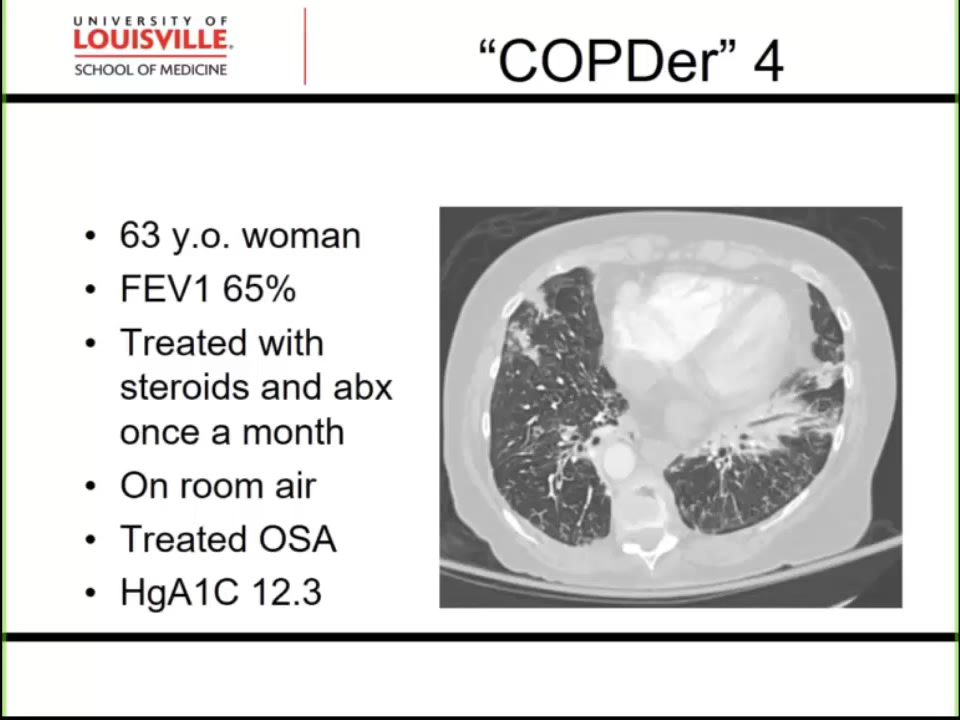 UNIVERSITY OF
LOUISVILLE.
SCHOOL OF MEDICINE
“COPDer” 4
• 63 y.o. woman
• FEV1 65%
• Treated with
steroids and abx
once a month
• On room air
• Treated OSA
• HgA1C 12.3